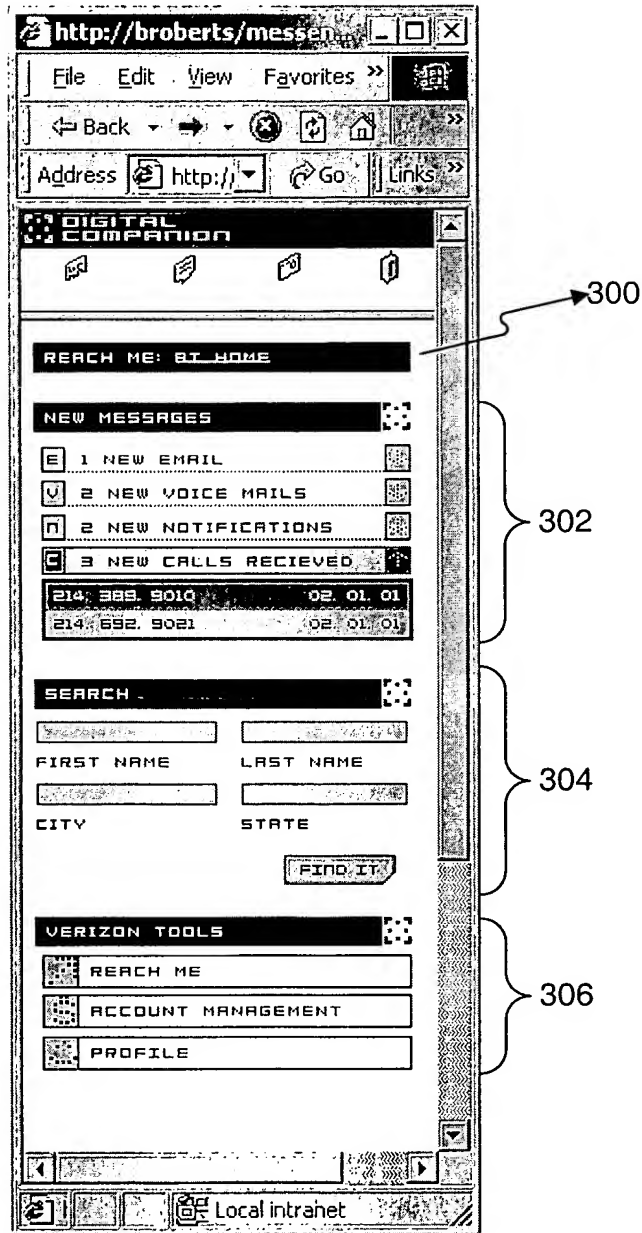 http://broberts/messen
File Edit View Favorites »
Back »
Address http:// Go Links »
DIGITAL
COMPANION
300
REACH ME: AT HOME
NEW MESSAGES
E 1 NEW EMAIL
V 2 NEW VOICE MAILS
N 2 NEW NOTIFICATIONS
C 3 NEW CALLS RECIEVED
302
214. 389. 9010 02. 01. 01
214. 692. 9021 02. 01. 01
SEARCH
FIRST NAME LAST NAME
304
CITY STATE
FIND IT
VERIZON TOOLS
REACH ME
ACCOUNT MANAGEMENT
306
PROFILE
Local intranet